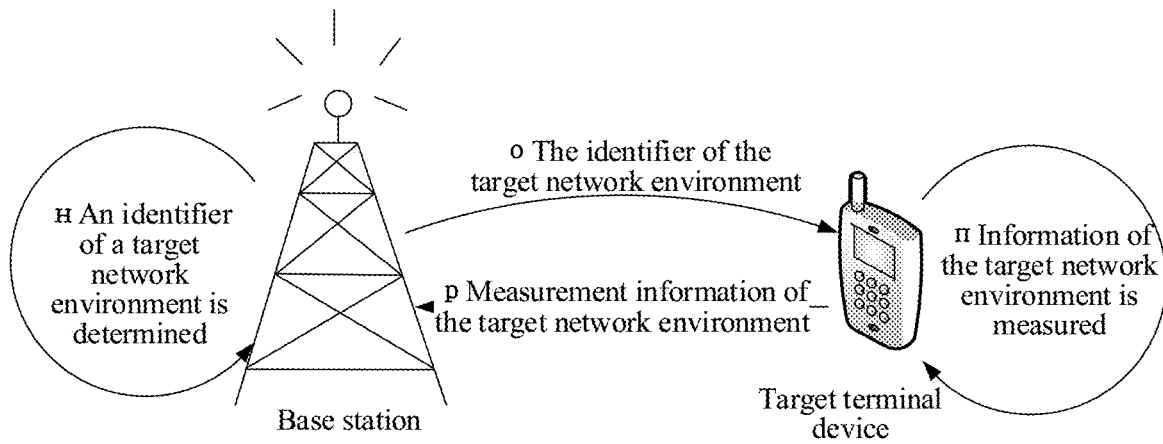 н An identifier
of a target
network
environment is
determined
о The identifier of the
target network environment
р Measurement information of
the target network environment
п Information of
the target network
environment is
measured
Base station
Target terminal
device